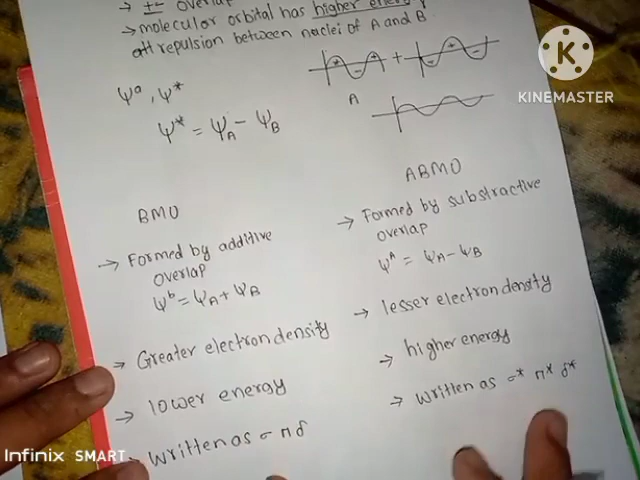 → +- overlap
→ molecular orbital has higher energy
repulsion between nuclei of A and B
ψᵃ, ψ*
ψ* = ψA - ψB
+
A
K
KINEMASTER
BMO
→ Formed by additive
overlap
ψᵇ = ψA + ψB
→ Greater electron density
→ lower energy
→ written as σ π δ
ABMO
→ Formed by substractive
overlap
ψᴬ = ψA - ψB
→ lesser electron density
→ higher energy
→ written as σ* π* δ*
Infinix SMART